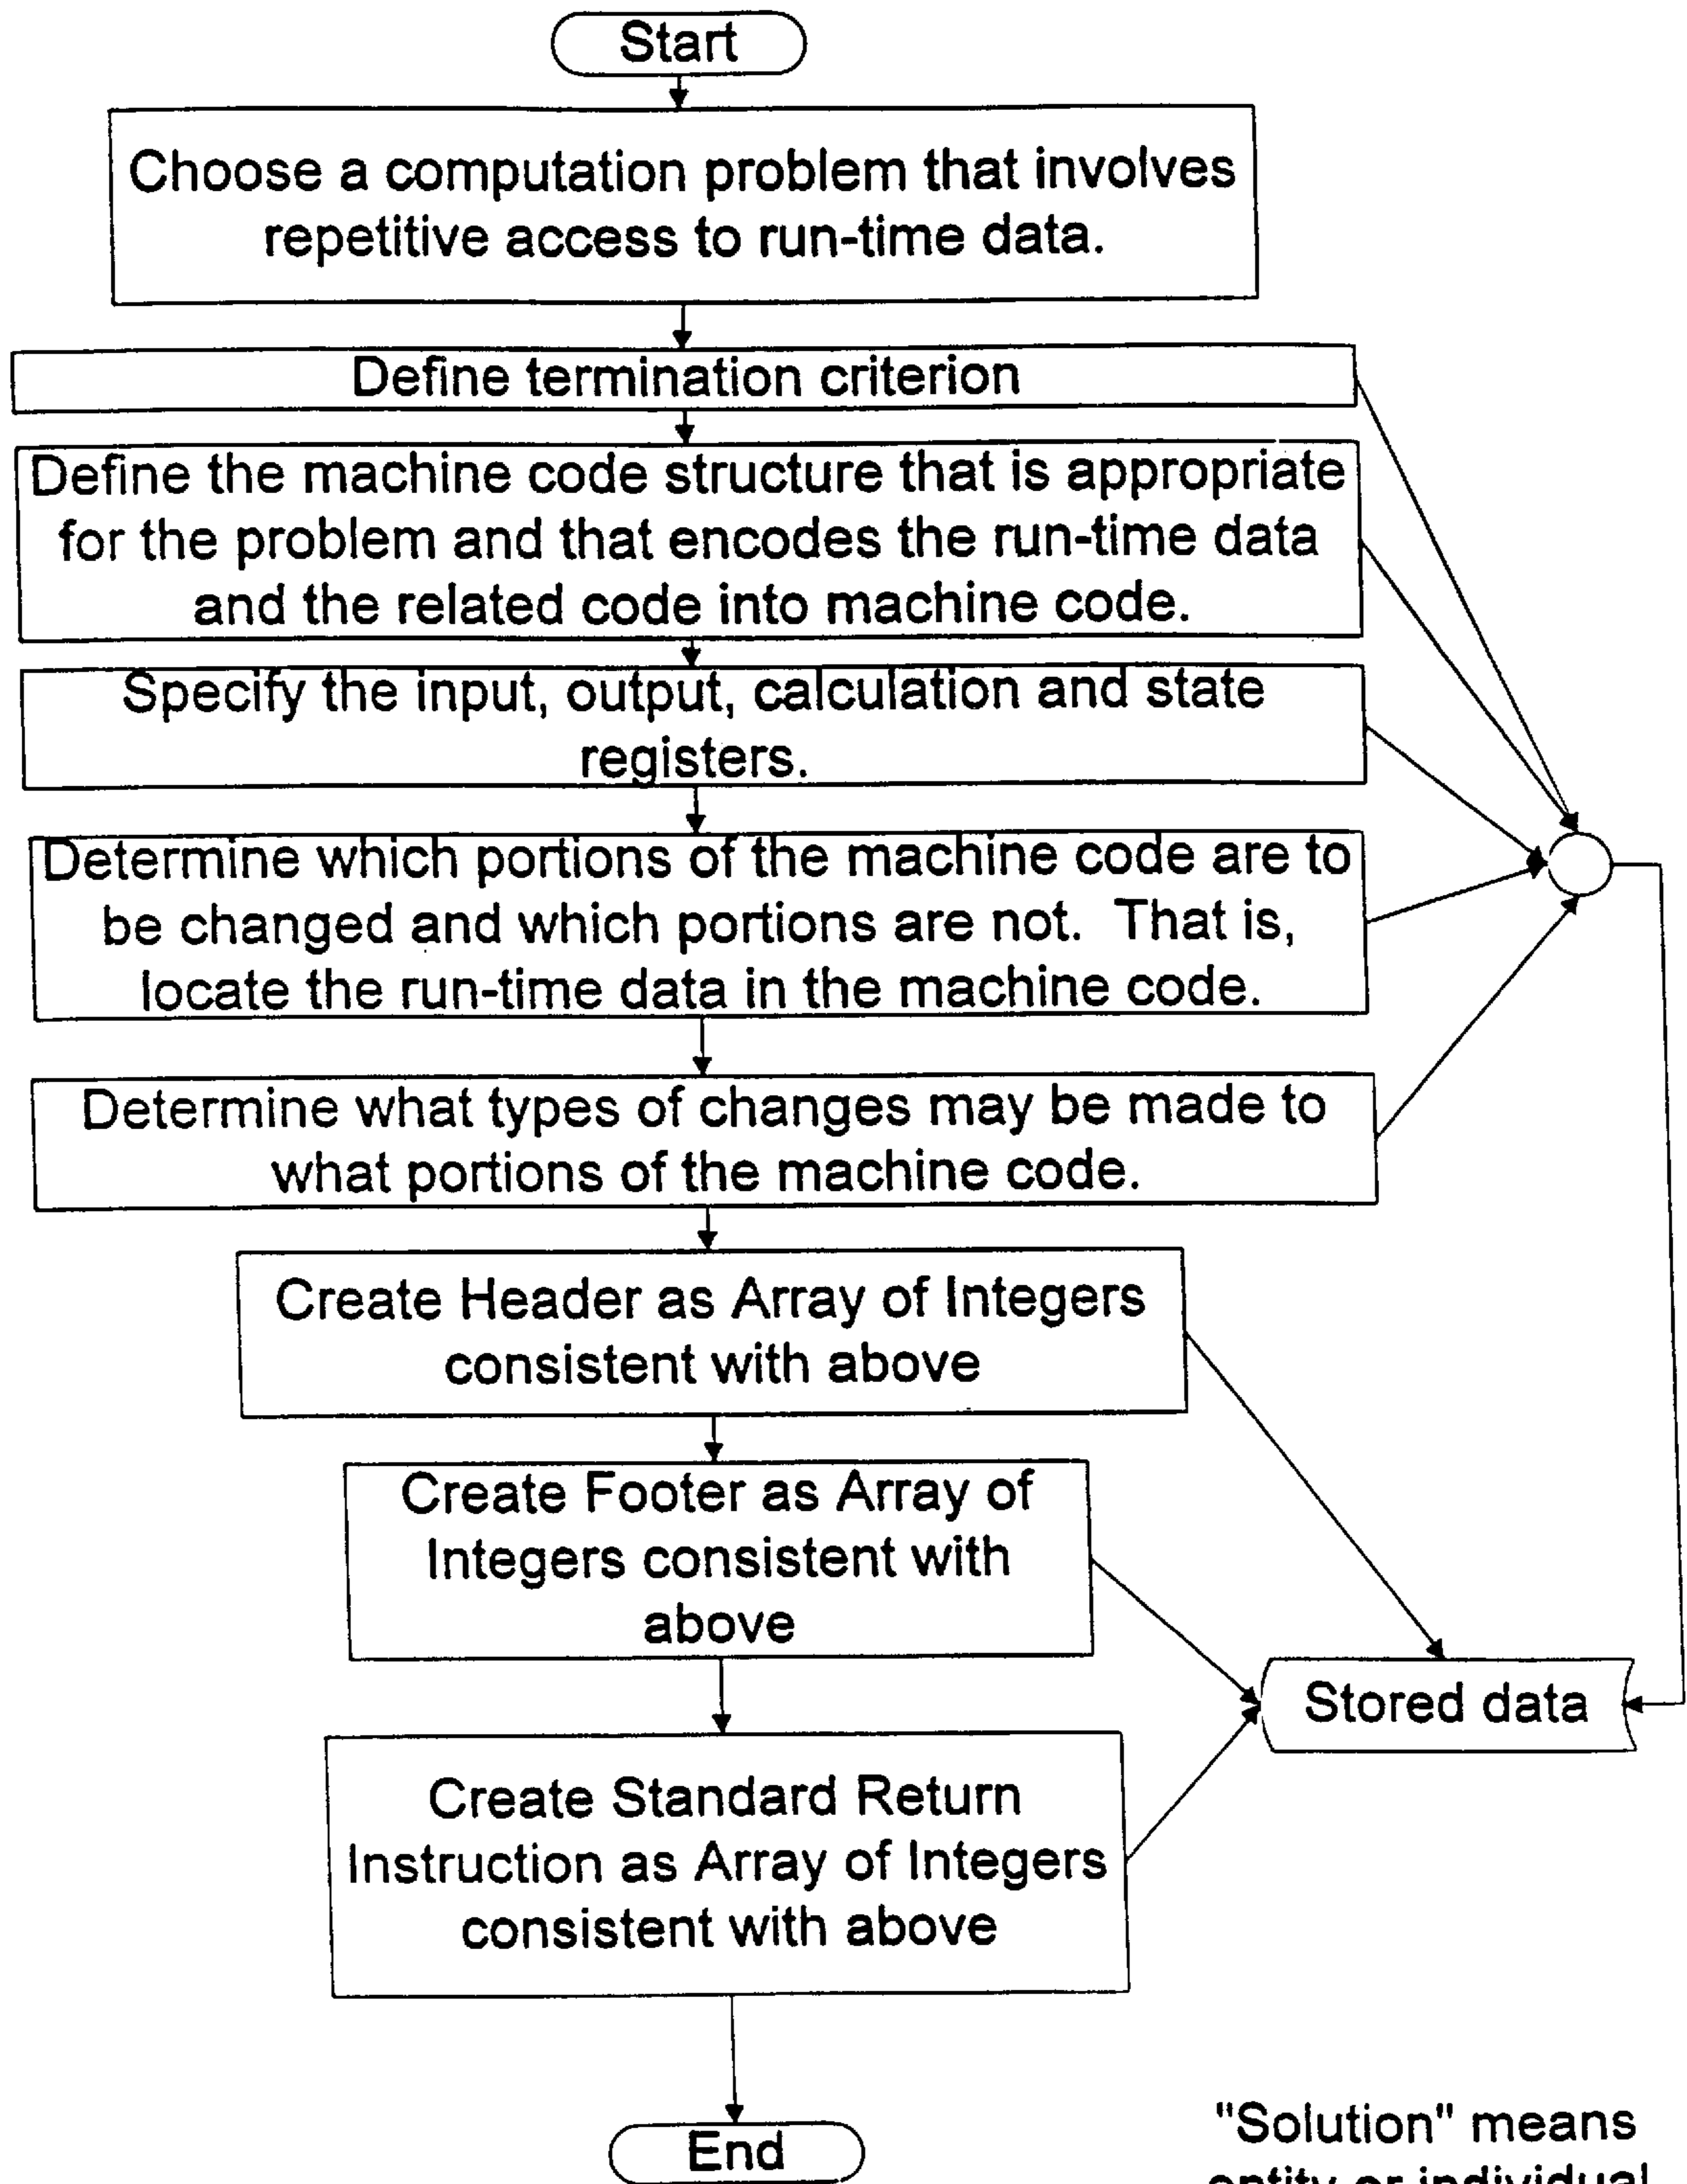 Start
Choose a computation problem that involves
repetitive access to run-time data.
Define termination criterion
Define the machine code structure that is appropriate
for the problem and that encodes the run-time data
and the related code into machine code.
Specify the input, output, calculation and state
registers.
Determine which portions of the machine code are to
be changed and which portions are not. That is,
locate the run-time data in the machine code.
Determine what types of changes may be made to
what portions of the machine code.
Create Header as Array of Integers
consistent with above
Create Footer as Array of
Integers consistent with
above
Stored data
Create Standard Return
Instruction as Array of Integers
consistent with above
End
"Solution" means
entity or individual